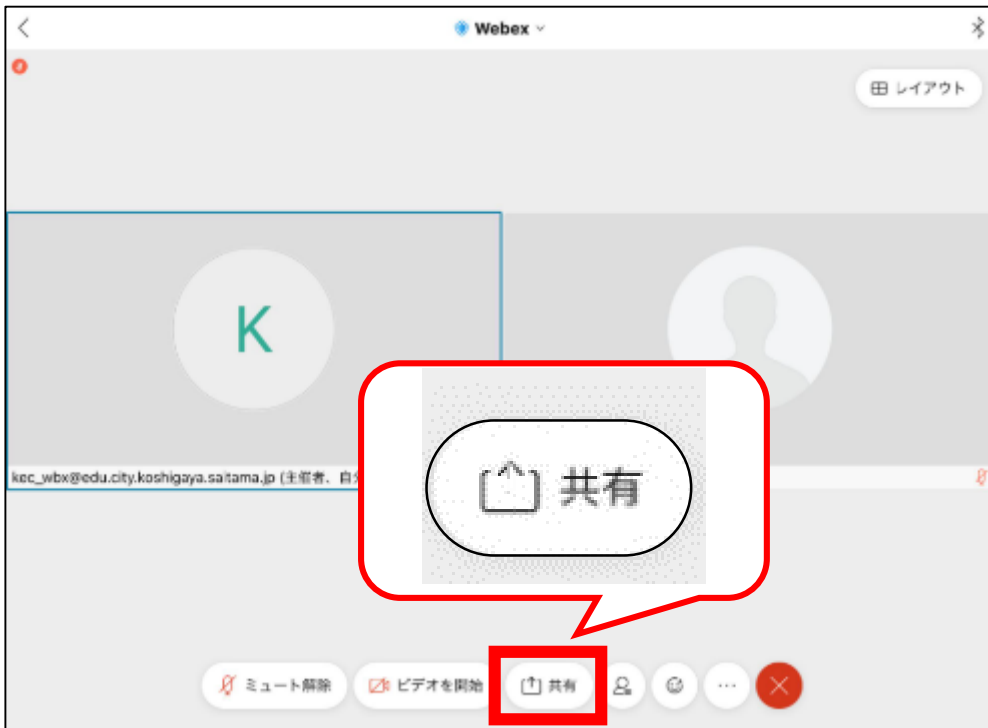 Webex
レイアウト
K
kec_wbx@edu.city.koshigaya.saitama.jp (主催者、自分
共有
ミュート解除
ビデオを開始
共有